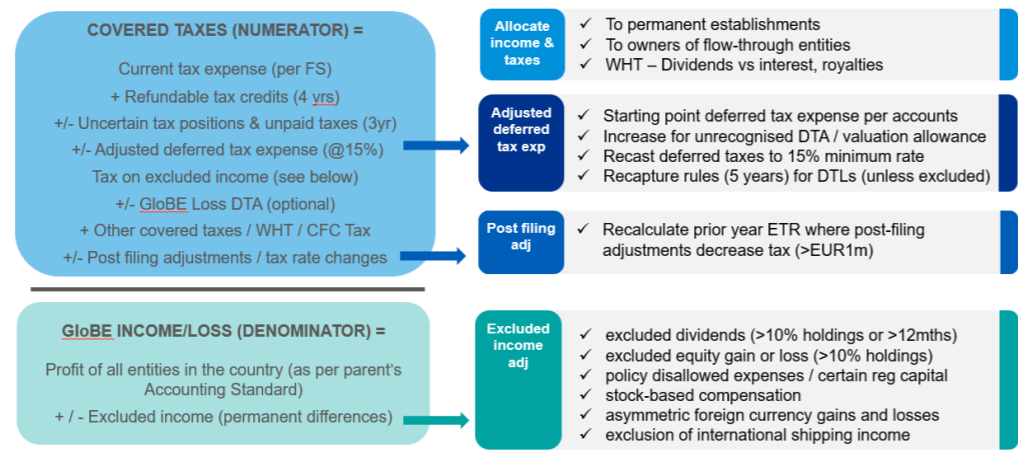 COVERED TAXES (NUMERATOR) =
Current tax expense (per FS)
+ Refundable tax credits (4 yrs)
+/- Uncertain tax positions & unpaid taxes (3yr)
+/- Adjusted deferred tax expense (@15%)
Tax on excluded income (see below)
+/- GloBE Loss DTA (optional)
+ Other covered taxes / WHT / CFC Tax
+/- Post filing adjustments / tax rate changes
Allocate
income &
taxes
✓ To permanent establishments
✓ To owners of flow-through entities
✓ WHT – Dividends vs interest, royalties
Adjusted
deferred
tax exp
✓ Starting point deferred tax expense per accounts
✓ Increase for unrecognised DTA / valuation allowance
✓ Recast deferred taxes to 15% minimum rate
✓ Recapture rules (5 years) for DTLs (unless excluded)
Post filing
adj
✓ Recalculate prior year ETR where post-filing
adjustments decrease tax (>EUR1m)
GloBE INCOME/LOSS (DENOMINATOR) =
Profit of all entities in the country (as per parent's
Accounting Standard)
+ / - Excluded income (permanent differences)
Excluded
income
adj
✓ excluded dividends (>10% holdings or >12mths)
✓ excluded equity gain or loss (>10% holdings)
✓ policy disallowed expenses / certain reg capital
✓ stock-based compensation
✓ asymmetric foreign currency gains and losses
✓ exclusion of international shipping income